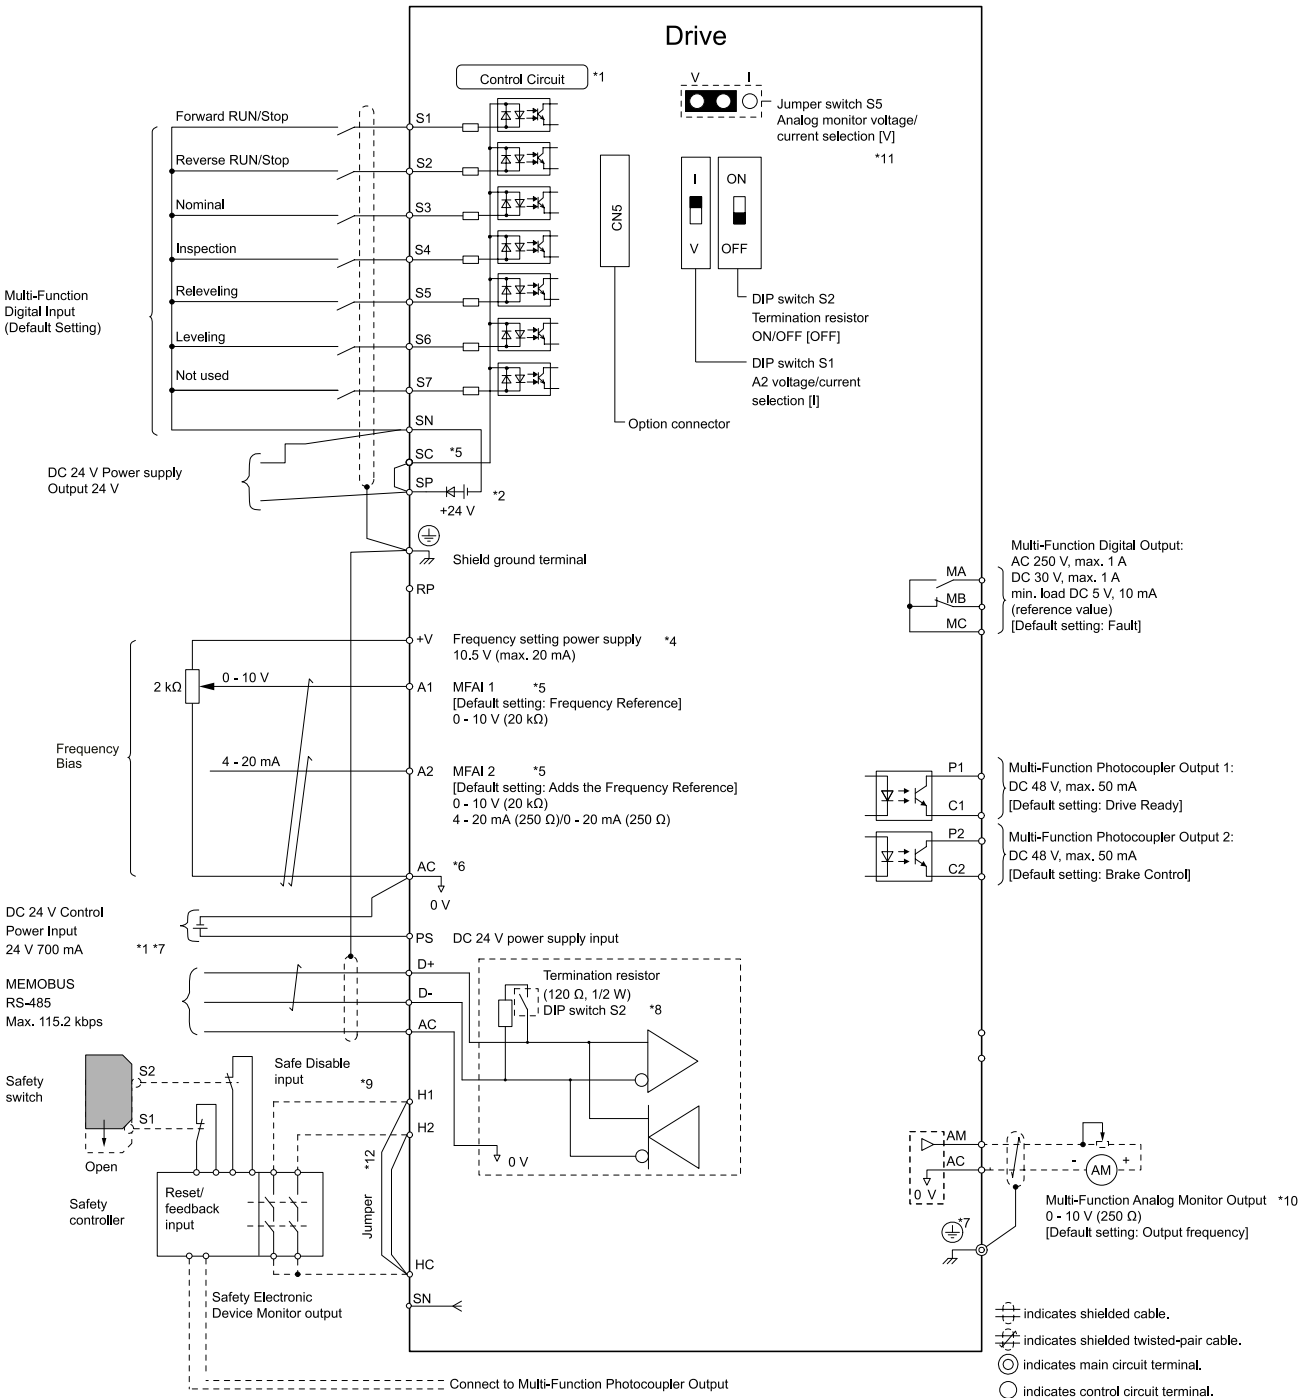 Drive
Control Circuit *1
V I
Jumper switch S5
Analog monitor voltage/
current selection [V]
*11
Forward RUN/Stop
S1
Reverse RUN/Stop
S2
Nominal
S3
Inspection
S4
Releveling
S5
Leveling
S6
Not used
S7
Multi-Function
Digital Input
(Default Setting)
CN5
I
V
ON
OFF
DIP switch S2
Termination resistor
ON/OFF [OFF]
DIP switch S1
A2 voltage/current
selection [I]
Option connector
SN
SC *5
SP
*2
+24 V
DC 24 V Power supply
Output 24 V
Shield ground terminal
RP
+V
Frequency setting power supply *4
10.5 V (max. 20 mA)
2 kΩ
0 - 10 V
A1
MFAI 1 *5
[Default setting: Frequency Reference]
0 - 10 V (20 kΩ)
Frequency
Bias
4 - 20 mA
A2
MFAI 2 *5
[Default setting: Adds the Frequency Reference]
0 - 10 V (20 kΩ)
4 - 20 mA (250 Ω)/0 - 20 mA (250 Ω)
AC *6
0 V
MA
MB
MC
Multi-Function Digital Output:
AC 250 V, max. 1 A
DC 30 V, max. 1 A
min. load DC 5 V, 10 mA
(reference value)
[Default setting: Fault]
P1
C1
Multi-Function Photocoupler Output 1:
DC 48 V, max. 50 mA
[Default setting: Drive Ready]
P2
C2
Multi-Function Photocoupler Output 2:
DC 48 V, max. 50 mA
[Default setting: Brake Control]
DC 24 V Control
Power Input
24 V 700 mA *1 *7
PS
DC 24 V power supply input
MEMOBUS
RS-485
Max. 115.2 kbps
D+
D-
AC
Termination resistor
(120 Ω, 1/2 W)
DIP switch S2 *8
0 V
Safety
switch
S2
S1
Open
Safe Disable
input
*9
H1
H2
*12
Jumper
HC
SN
Safety
controller
Reset/
feedback
input
Safety Electronic
Device Monitor output
Connect to Multi-Function Photocoupler Output
AM
AC
0 V
*7
- +
AM
Multi-Function Analog Monitor Output *10
0 - 10 V (250 Ω)
[Default setting: Output frequency]
indicates shielded cable.
indicates shielded twisted-pair cable.
indicates main circuit terminal.
indicates control circuit terminal.